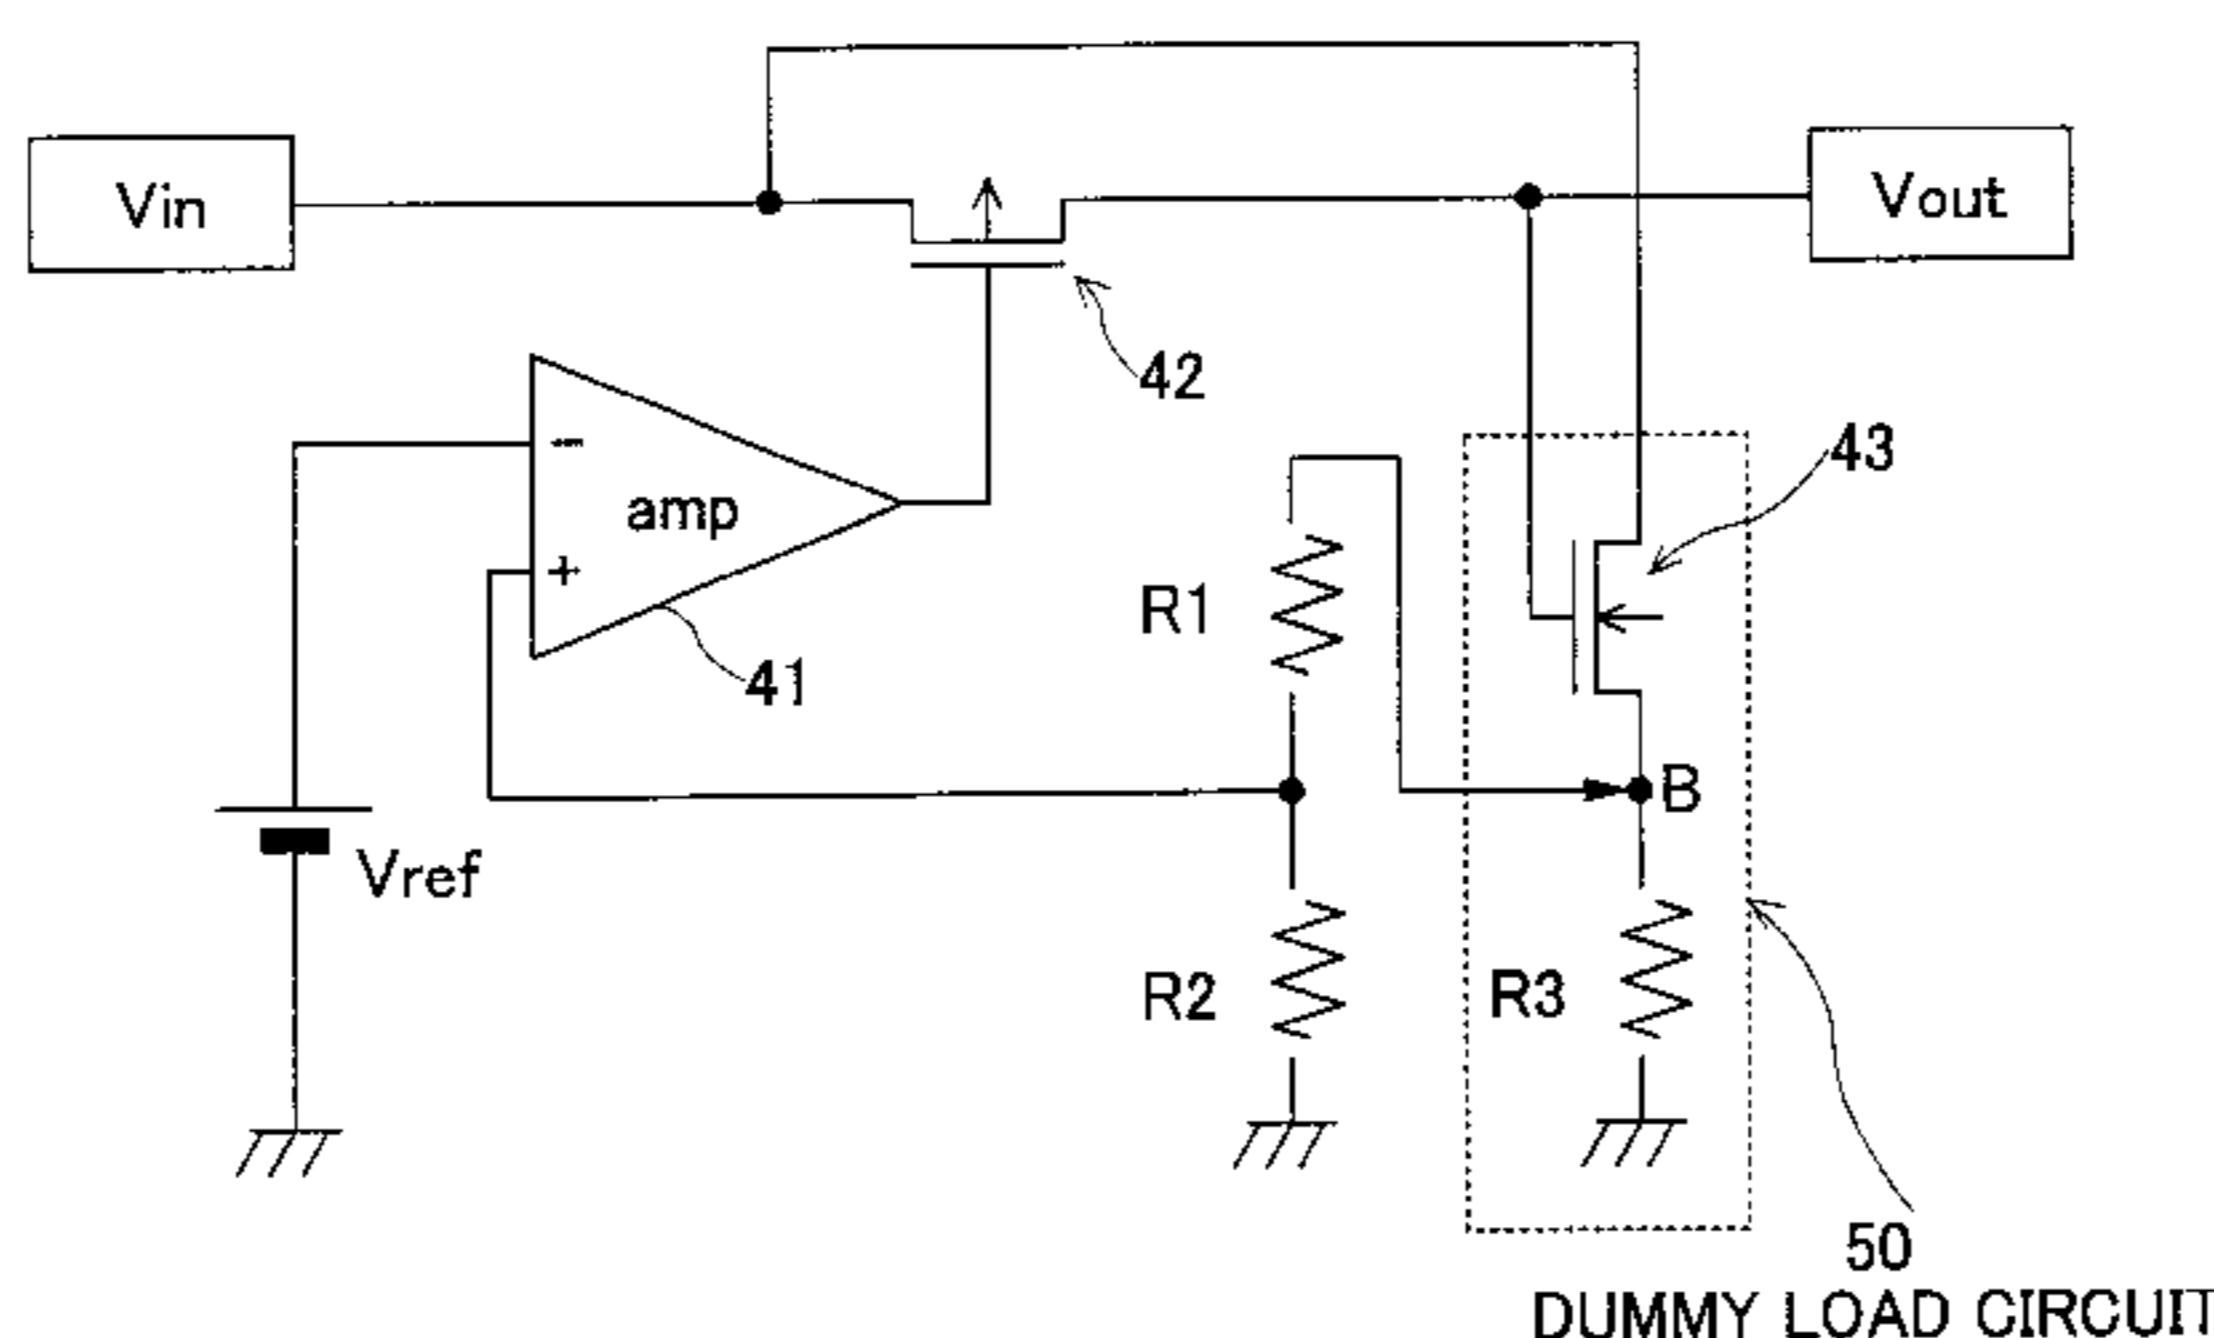 Vin
Vout
42
43
−
amp
+
R1
41
B
Vref
R2
R3
50
DUMMY LOAD CIRCUIT